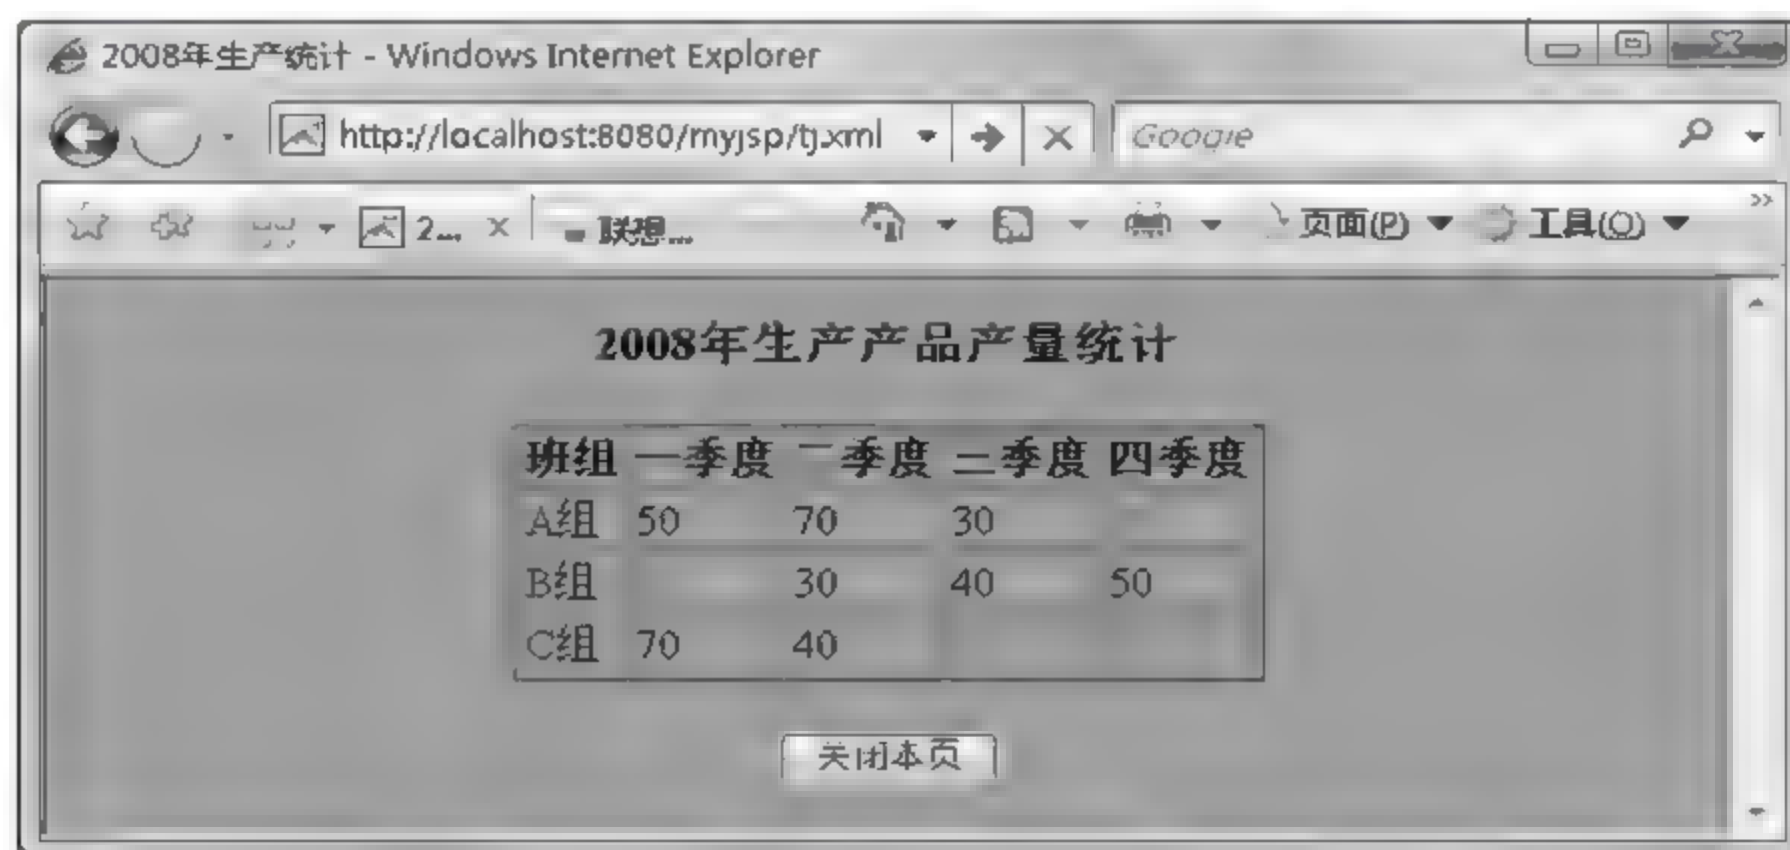 2008年生产统计 - Windows Internet Explorer
http://localhost:8080/myjsp/tj.xml Google
2... 联想... 页面(P) 工具(O)
2008年生产产品产量统计
班组 一季度 二季度 三季度 四季度
A组 50 70 30
B组 30 40 50
C组 70 40
关闭本页